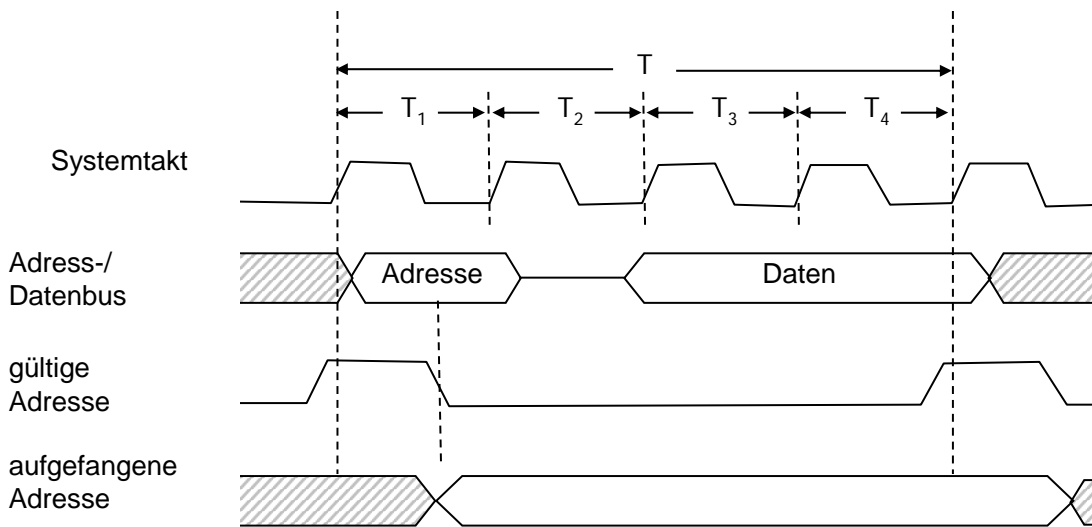 T
T1 T2 T3 T4
Systemtakt
Adress-/
Datenbus
Adresse
Daten
gültige
Adresse
aufgefangene
Adresse